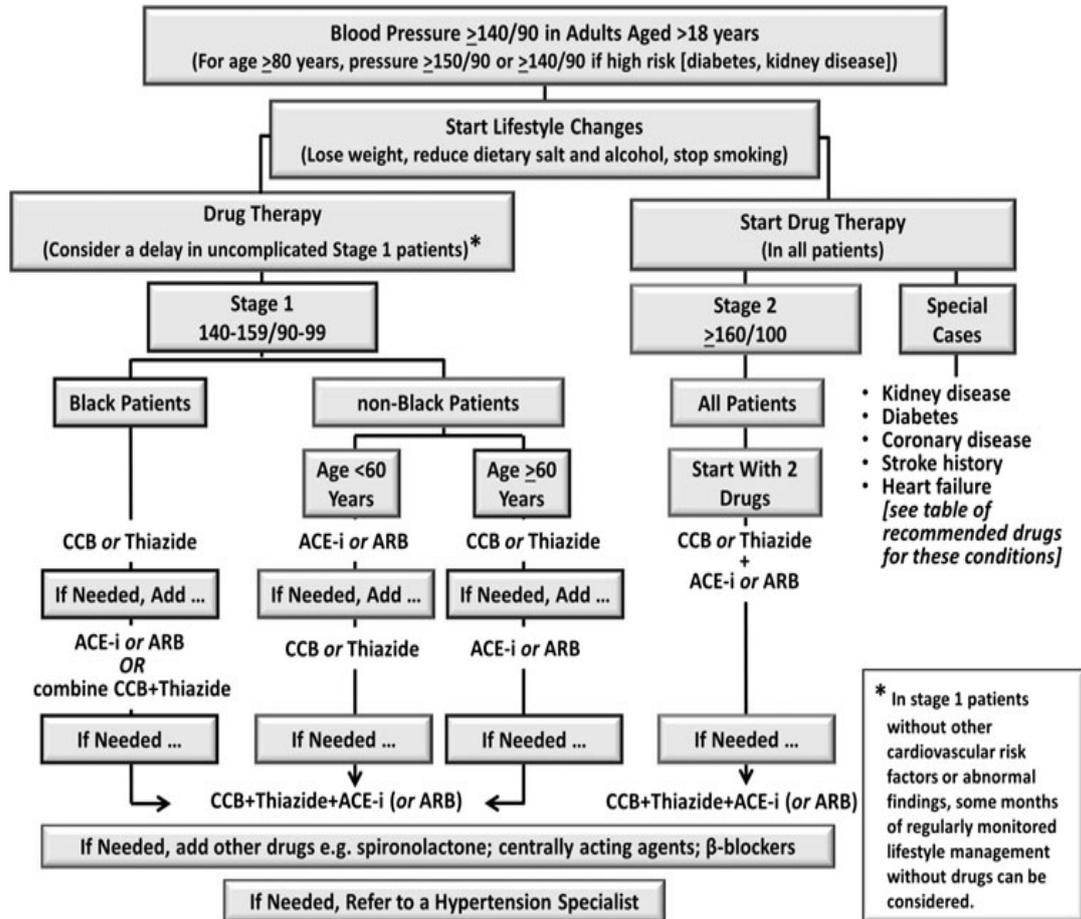 Blood Pressure ≥140/90 in Adults Aged >18 years
(For age ≥80 years, pressure ≥150/90 or ≥140/90 if high risk [diabetes, kidney disease])
Start Lifestyle Changes
(Lose weight, reduce dietary salt and alcohol, stop smoking)
Drug Therapy
(Consider a delay in uncomplicated Stage 1 patients)*
Stage 1
140-159/90-99
Black Patients
CCB or Thiazide
If Needed, Add ...
ACE-i or ARB
OR
combine CCB+Thiazide
If Needed ...
non-Black Patients
Age <60
Years
ACE-i or ARB
If Needed, Add ...
CCB or Thiazide
If Needed ...
Age ≥60
Years
CCB or Thiazide
If Needed, Add ...
ACE-i or ARB
If Needed ...
CCB+Thiazide+ACE-i (or ARB)
Start Drug Therapy
(In all patients)
Stage 2
≥160/100
All Patients
Start With 2
Drugs
CCB or Thiazide
+
ACE-i or ARB
If Needed ...
CCB+Thiazide+ACE-i (or ARB)
Special
Cases
• Kidney disease
• Diabetes
• Coronary disease
• Stroke history
• Heart failure
[see table of
recommended drugs
for these conditions]
If Needed, add other drugs e.g. spironolactone; centrally acting agents; β-blockers
If Needed, Refer to a Hypertension Specialist
* In stage 1 patients
without other
cardiovascular risk
factors or abnormal
findings, some months
of regularly monitored
lifestyle management
without drugs can be
considered.